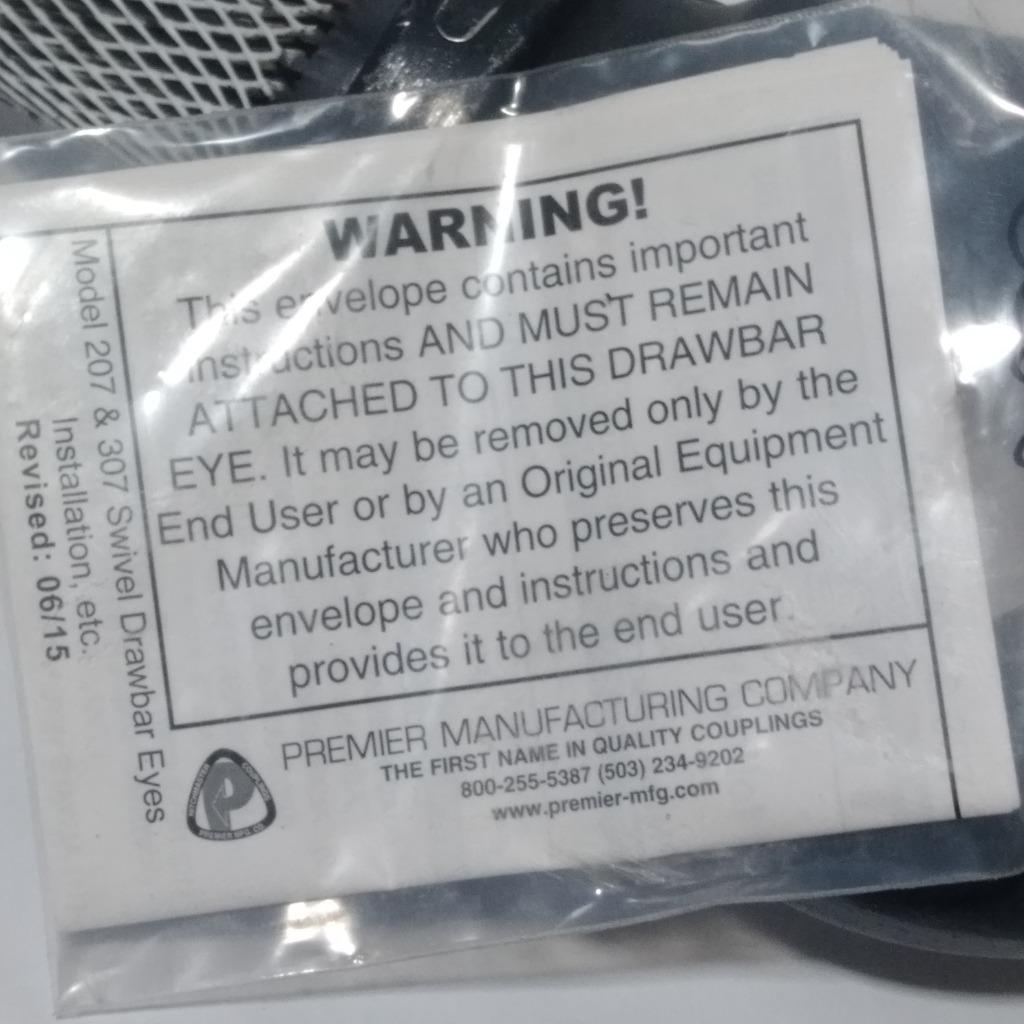 WARNING!
This envelope contains important
instructions AND MUST REMAIN
ATTACHED TO THIS DRAWBAR
EYE. It may be removed only by the
End User or by an Original Equipment
Manufacturer who preserves this
envelope and instructions and
provides it to the end user.
Model 207 & 307 Swivel Drawbar Eyes
Installation, etc.
Revised: 06/15
PREMIER MANUFACTURING COMPANY
THE FIRST NAME IN QUALITY COUPLINGS
800-255-5387 (503) 234-9202
www.premier-mfg.com
P
PREMIER MFG. CO